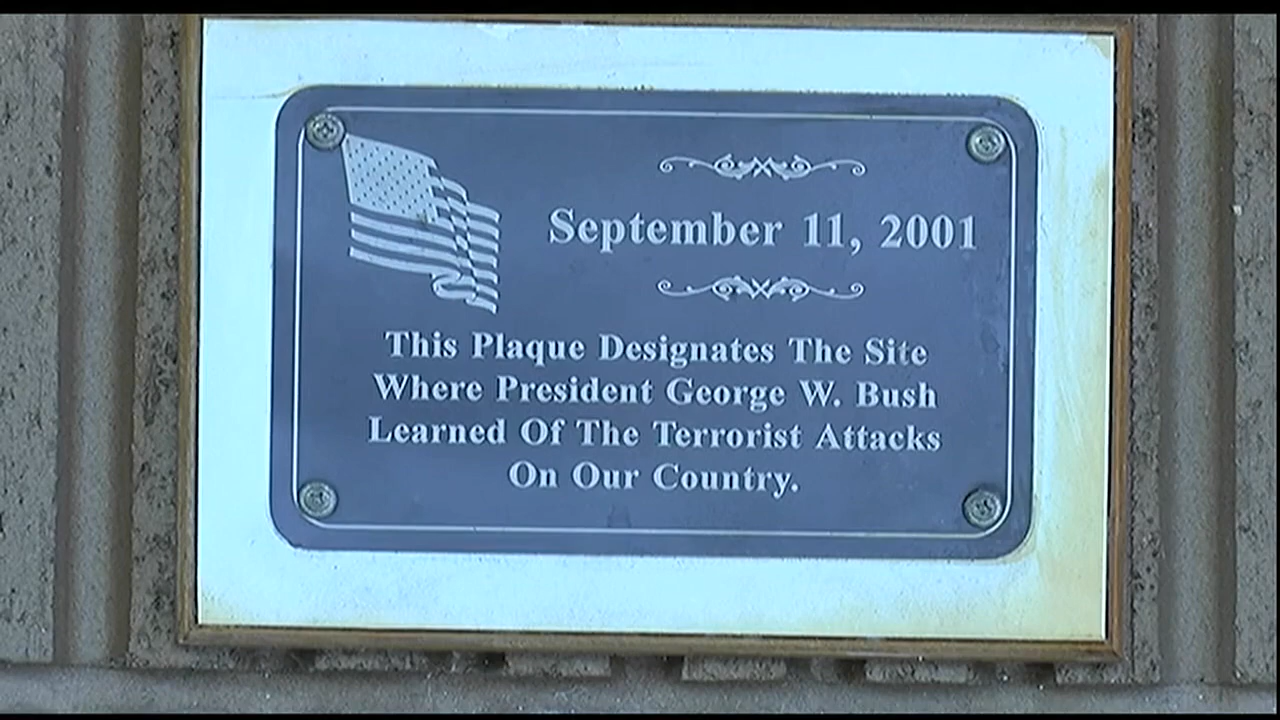 September 11, 2001
This Plaque Designates The Site
Where President George W. Bush
Learned Of The Terrorist Attacks
On Our Country.